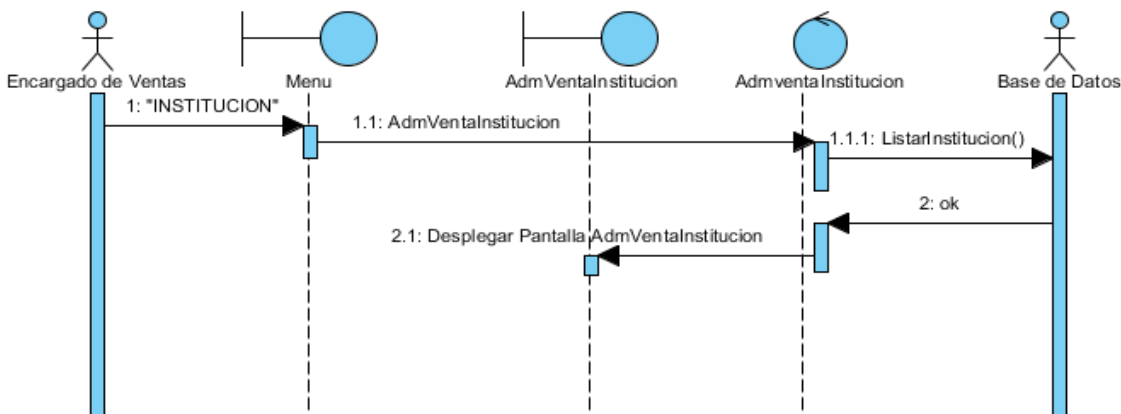 Encargado de Ventas
Menu
AdmVentaInstitucion
AdmventaInstitucion
Base de Datos
1: "INSTITUCION"
1.1: AdmVentaInstitucion
1.1.1: ListarInstitucion()
2: ok
2.1: Desplegar Pantalla AdmVentaInstitucion